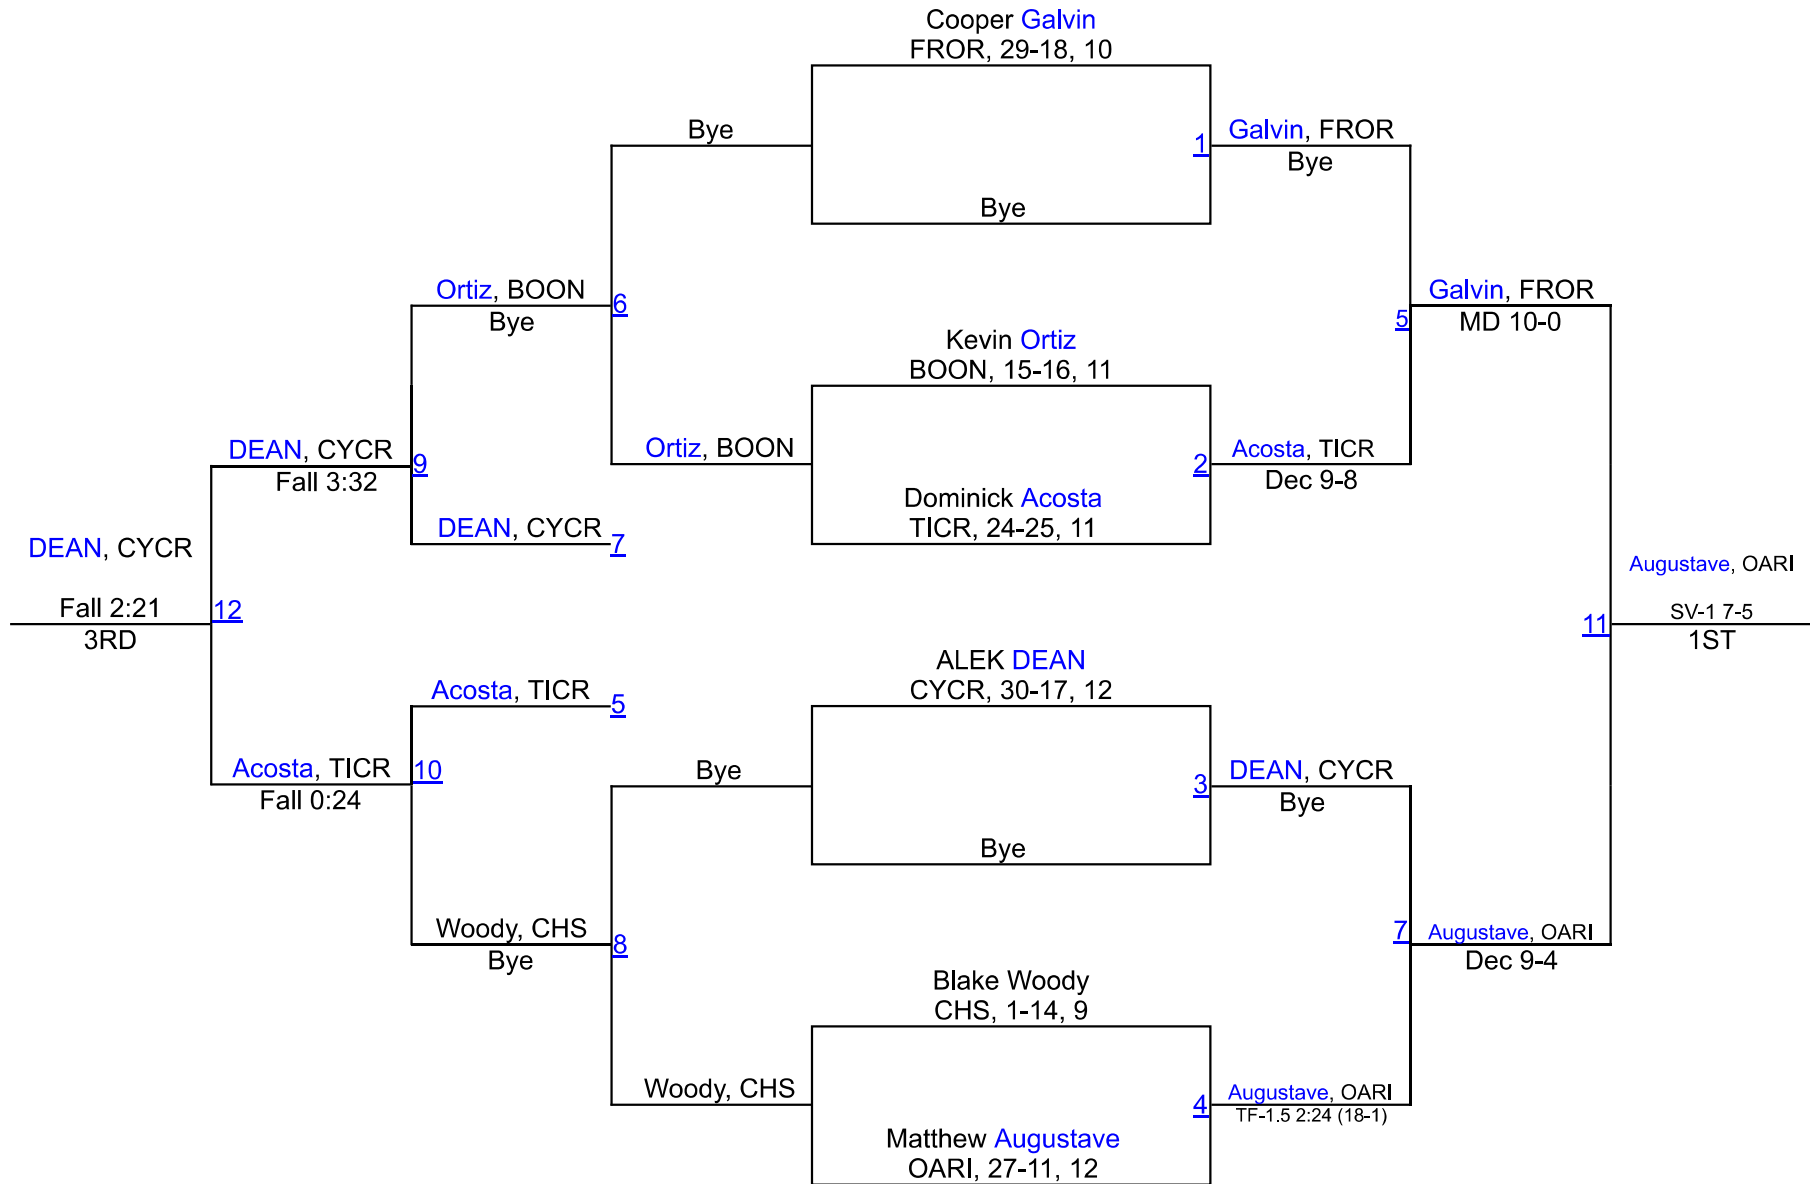 Cooper Galvin
FROR, 29-18, 10
Bye
1
Galvin, FROR
Bye
Bye
Ortiz, BOON
Bye
6
Galvin, FROR
MD 10-0
5
Kevin Ortiz
BOON, 15-16, 11
DEAN, CYCR
Fall 3:32
9
Ortiz, BOON
2
Acosta, TICR
Dec 9-8
Dominick Acosta
TICR, 24-25, 11
DEAN, CYCR
7
DEAN, CYCR
Fall 2:21
3RD
12
Augustave, OARI
SV-1 7-5
1ST
11
ALEK DEAN
CYCR, 30-17, 12
Acosta, TICR
5
Acosta, TICR
Fall 0:24
10
Bye
3
DEAN, CYCR
Bye
Bye
Woody, CHS
Bye
8
7
Augustave, OARI
Dec 9-4
Blake Woody
CHS, 1-14, 9
Woody, CHS
4
Augustave, OARI
TF-1.5 2:24 (18-1)
Matthew Augustave
OARI, 27-11, 12